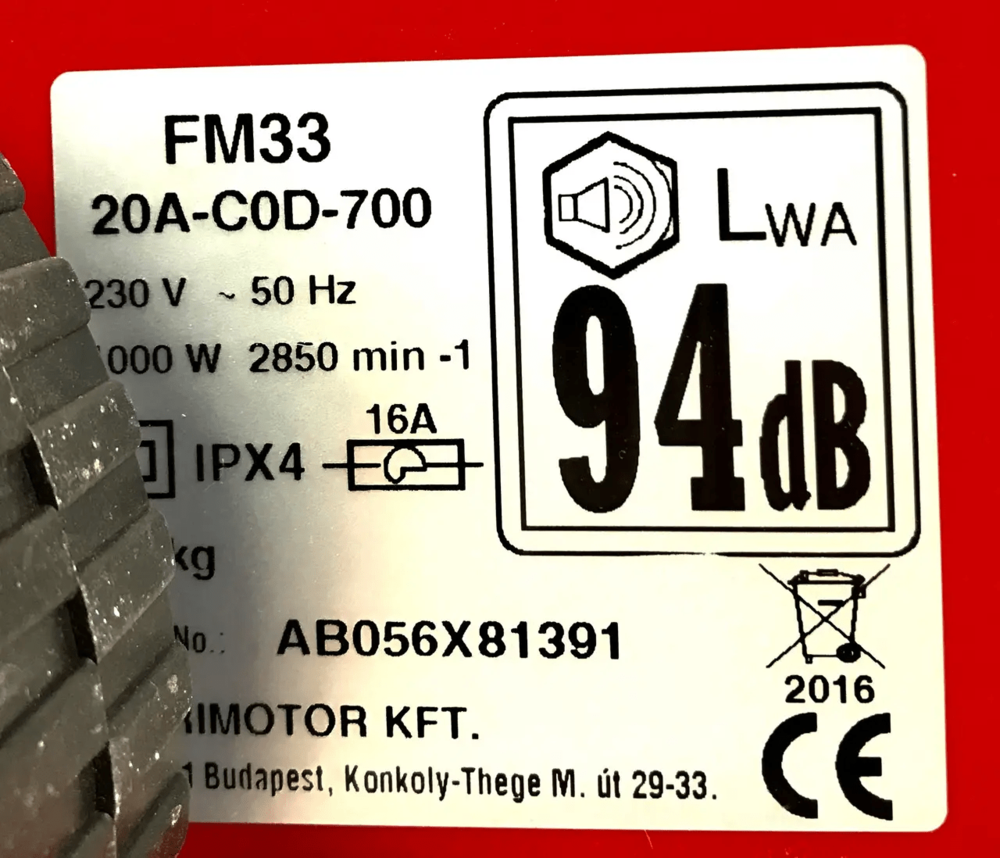 FM33
20A-C0D-700
230 V ~ 50 Hz
000 W 2850 min -1
16A
IPX4
kg
No.:
AB056X81391
IMOTOR KFT.
1 Budapest, Konkoly-Thege M. út 29-33.
LWA
94dB
2016
CE